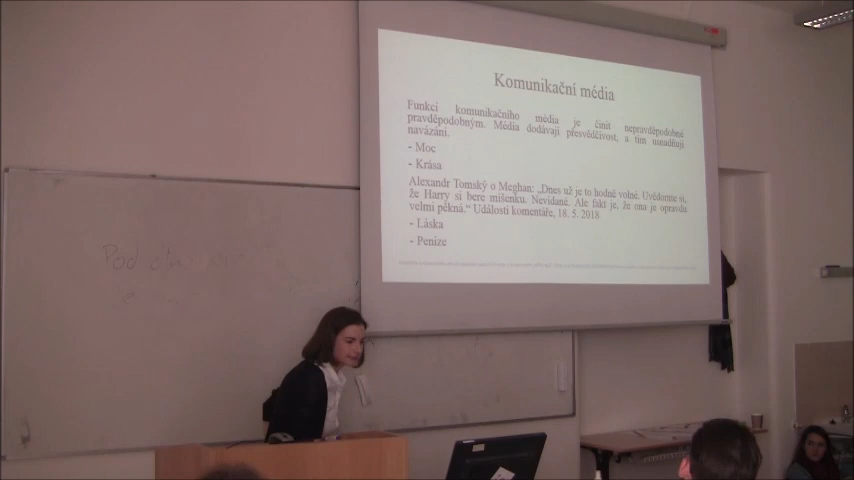 Komunikační média
Funkcí komunikačního média je činit nepravděpodobné
pravděpodobným. Média dodávají přesvědčivost, a tím usnadňují
navázání.
- Moc
- Krása
Alexandr Tomský o Meghan: „Dnes už je to hodně volné. Uvědomte si,
že Harry si bere míšenku. Nevídané. Ale fakt je, že ona je opravdu
velmi pěkná.“ Události komentáře, 18. 5. 2018
- Láska
- Peníze
Pod